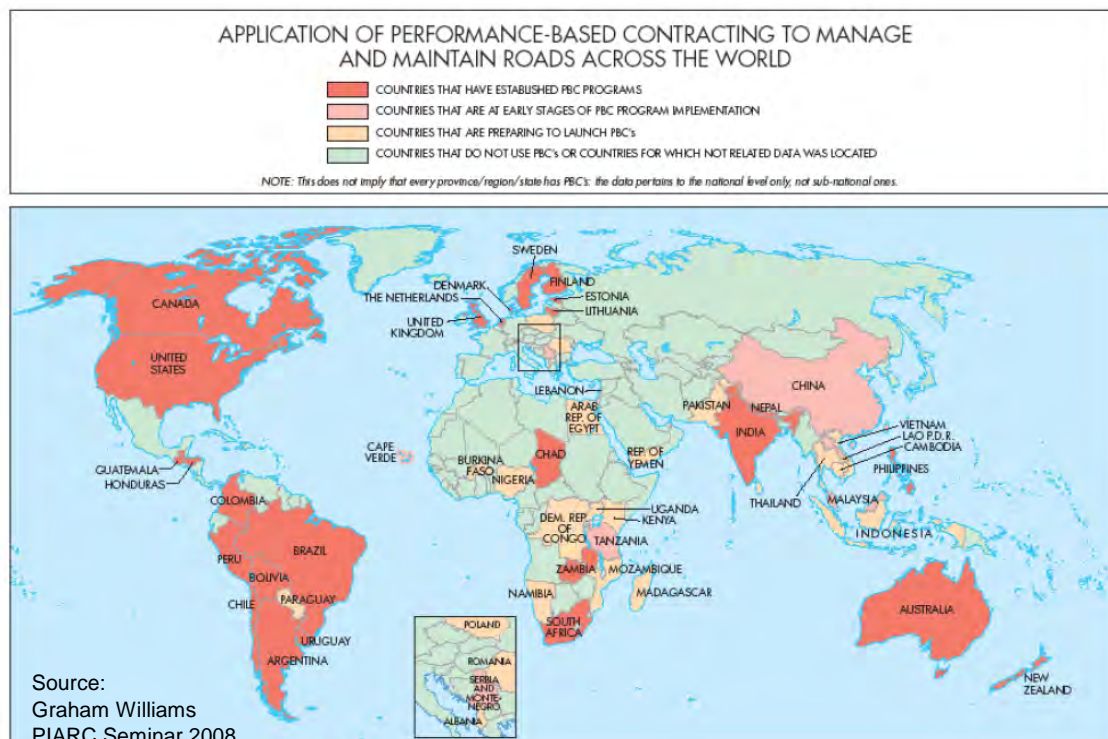 APPLICATION OF PERFORMANCE-BASED CONTRACTING TO MANAGE
AND MAINTAIN ROADS ACROSS THE WORLD
COUNTRIES THAT HAVE ESTABLISHED PBC PROGRAMS
COUNTRIES THAT ARE AT EARLY STAGES OF PBC PROGRAM IMPLEMENTATION
COUNTRIES THAT ARE PREPARING TO LAUNCH PBC's
COUNTRIES THAT DO NOT USE PBC's OR COUNTRIES FOR WHICH NOT RELATED DATA WAS LOCATED
NOTE: This does not imply that every province/region/state has PBC's: the data pertains to the national level only, not sub-national ones.
SWEDEN
FINLAND
DENMARK
THE NETHERLANDS
ESTONIA
LITHUANIA
UNITED
KINGDOM
CANADA
UNITED
STATES
CHINA
LEBANON
ARAB
REP. OF
EGYPT
PAKISTAN
NEPAL
INDIA
VIETNAM
LAO P.D.R.
CAMBODIA
PHILIPPINES
THAILAND
MALAYSIA
INDONESIA
CAPE
VERDE
BURKINA
FASO
NIGERIA
CHAD
REP. OF
YEMEN
GUATEMALA
HONDURAS
COLOMBIA
UGANDA
KENYA
DEM. REP.
OF
CONGO
TANZANIA
PERU
BRAZIL
BOLIVIA
ZAMBIA
MOZAMBIQUE
MADAGASCAR
NAMIBIA
CHILE
PARAGUAY
SOUTH
AFRICA
AUSTRALIA
URUGUAY
ARGENTINA
NEW
ZEALAND
POLAND
ROMANIA
SERBIA
AND
MONTE-
NEGRO
ALBANIA
Source:
Graham Williams
PIARC Seminar 2008